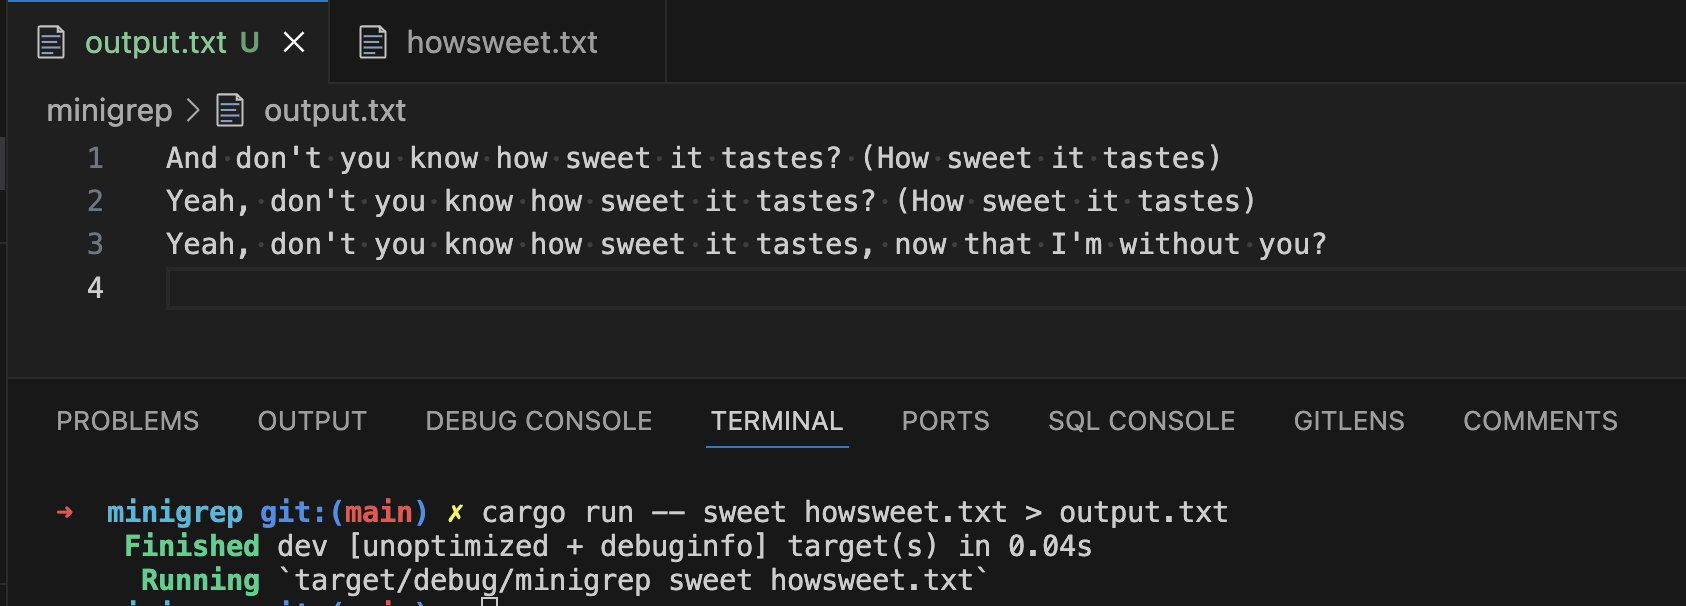 output.txt U × howsweet.txt
minigrep > output.txt
1 And don't you know how sweet it tastes? (How sweet it tastes)
2 Yeah, don't you know how sweet it tastes? (How sweet it tastes)
3 Yeah, don't you know how sweet it tastes, now that I'm without you?
4
PROBLEMS OUTPUT DEBUG CONSOLE TERMINAL PORTS SQL CONSOLE GITLENS COMMENTS
➜ minigrep git:(main) ✗ cargo run -- sweet howsweet.txt > output.txt
Finished dev [unoptimized + debuginfo] target(s) in 0.04s
Running `target/debug/minigrep sweet howsweet.txt`